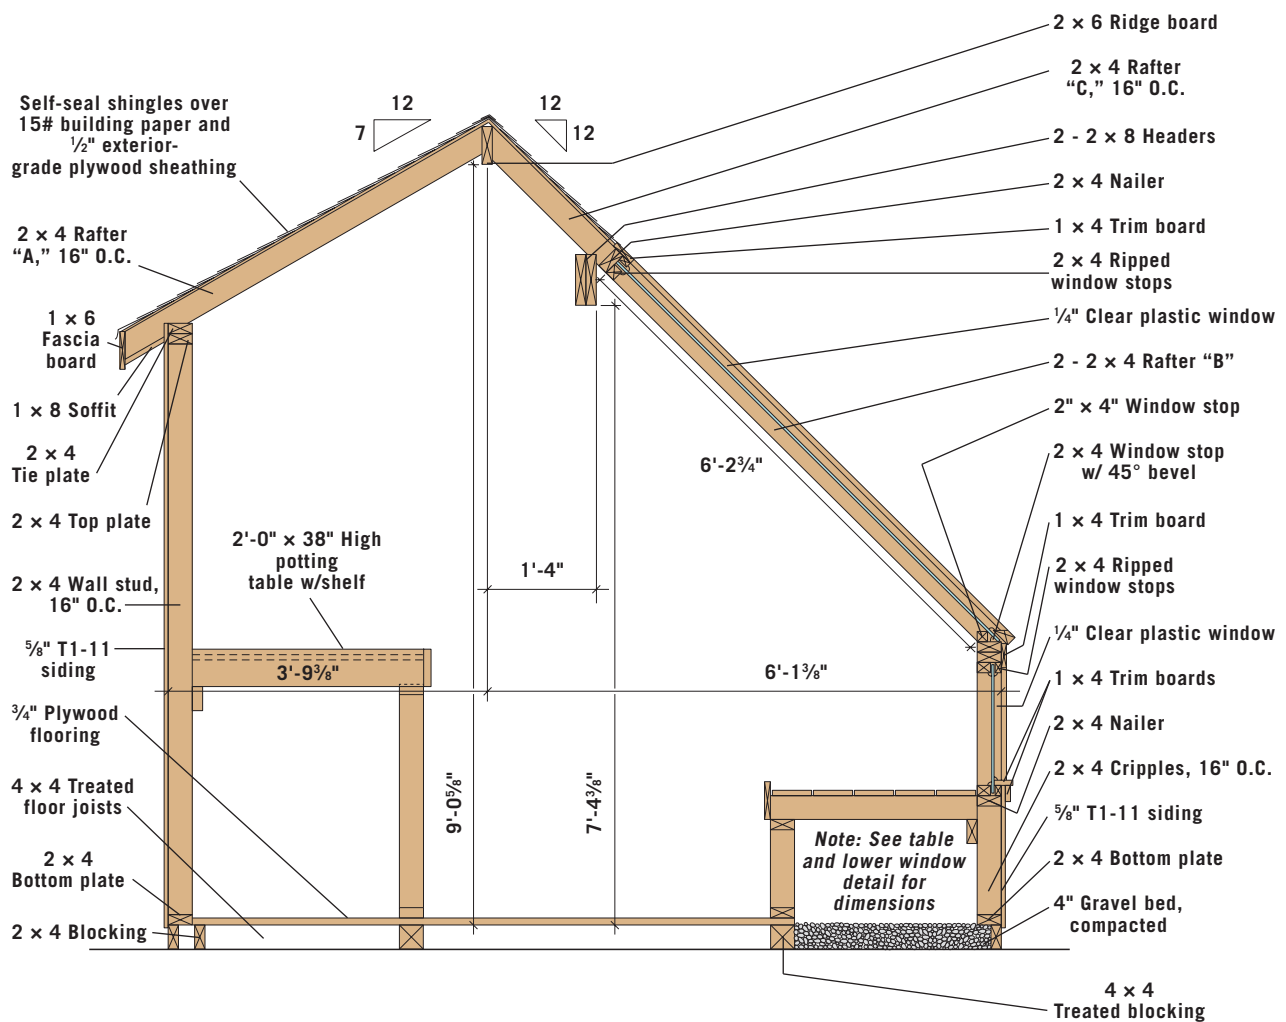 Self-seal shingles over
15# building paper and
½" exterior-
grade plywood sheathing
2 × 4 Rafter
“A,” 16" O.C.
1 × 6
Fascia
board
1 × 8 Soffit
2 × 4
Tie plate
2 × 4 Top plate
2 × 4 Wall stud,
16" O.C.
⅝" T1-11
siding
¾" Plywood
flooring
4 × 4 Treated
floor joists
2 × 4
Bottom plate
2 × 4 Blocking
12
7
12
12
2'-0" × 38" High
potting
table w/shelf
3'-9⅜"
1'-4"
6'-2¾"
6'-1⅜"
9'-0⅝"
7'-4⅜"
Note: See table
and lower window
detail for
dimensions
2 × 6 Ridge board
2 × 4 Rafter
“C,” 16" O.C.
2 - 2 × 8 Headers
2 × 4 Nailer
1 × 4 Trim board
2 × 4 Ripped
window stops
¼" Clear plastic window
2 - 2 × 4 Rafter “B”
2" × 4" Window stop
2 × 4 Window stop
w/ 45° bevel
1 × 4 Trim board
2 × 4 Ripped
window stops
¼" Clear plastic window
1 × 4 Trim boards
2 × 4 Nailer
2 × 4 Cripples, 16" O.C.
⅝" T1-11 siding
2 × 4 Bottom plate
4" Gravel bed,
compacted
4 × 4
Treated blocking